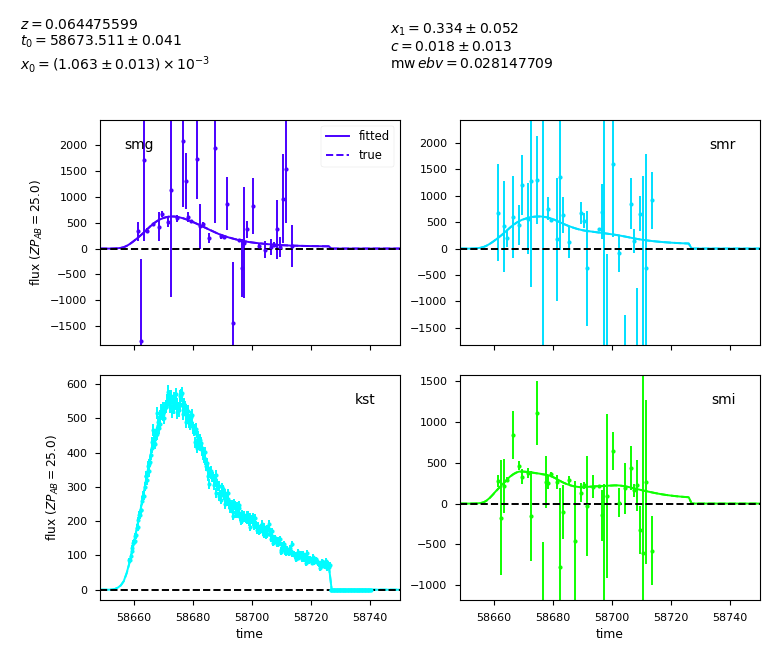 z = 0.064475599
t₀ = 58673.511 ± 0.041
x₀ = (1.063 ± 0.013) × 10⁻³
x₁ = 0.334 ± 0.052
c = 0.018 ± 0.013
mw ebv = 0.028147709
smg
fitted
true
2000
1500
1000
500
0
−500
−1000
−1500
flux (ZP_AB = 25.0)
smr
2000
1500
1000
500
0
−500
−1000
−1500
kst
600
500
400
300
200
100
0
flux (ZP_AB = 25.0)
58660 58680 58700 58720 58740
time
smi
1500
1000
500
0
−500
−1000
58660 58680 58700 58720 58740
time